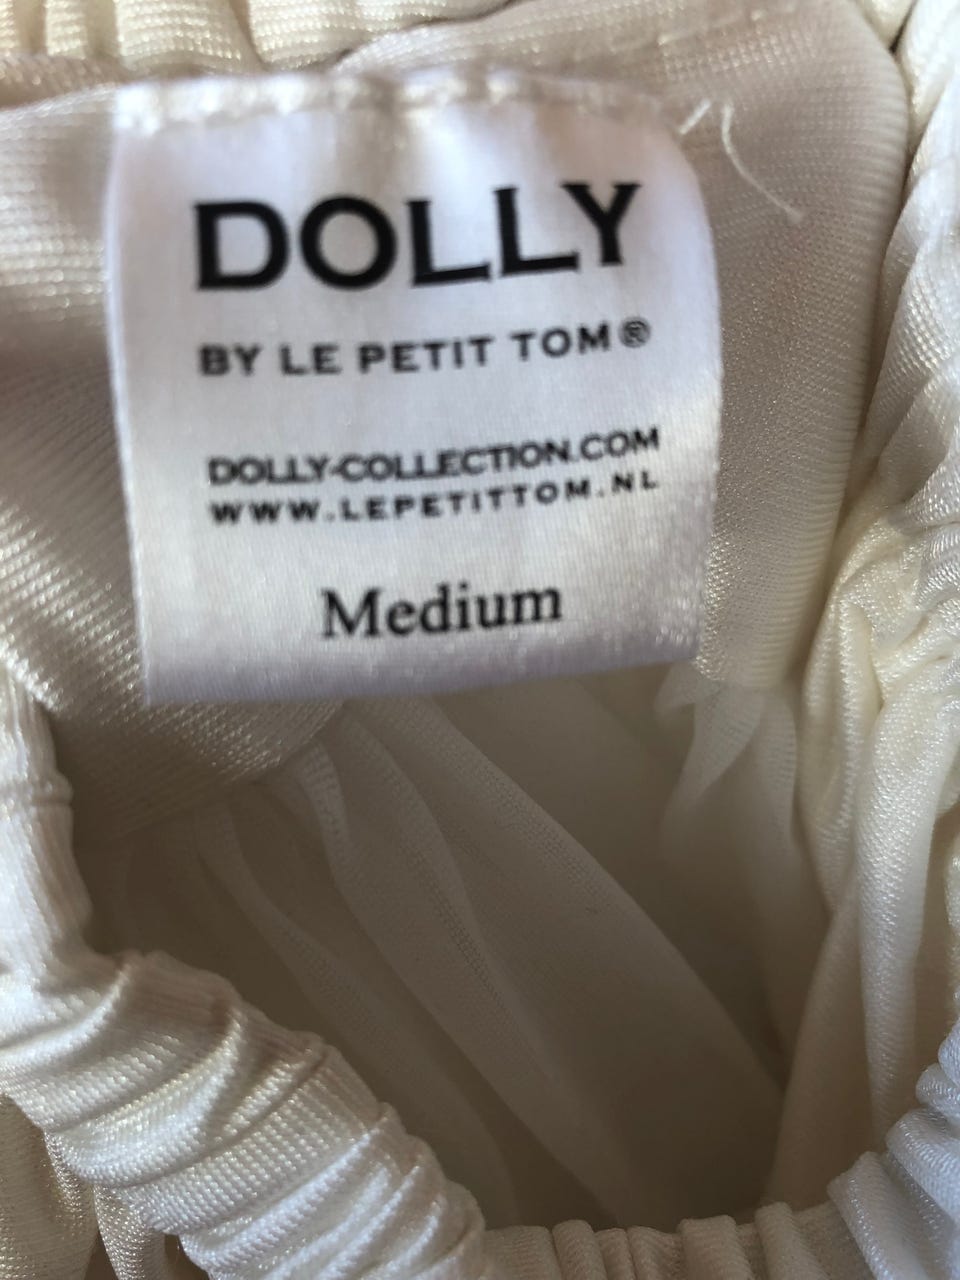 DOLLY
BY LE PETIT TOM®
DOLLY-COLLECTION.COM
WWW.LEPETITTOM.NL
Medium